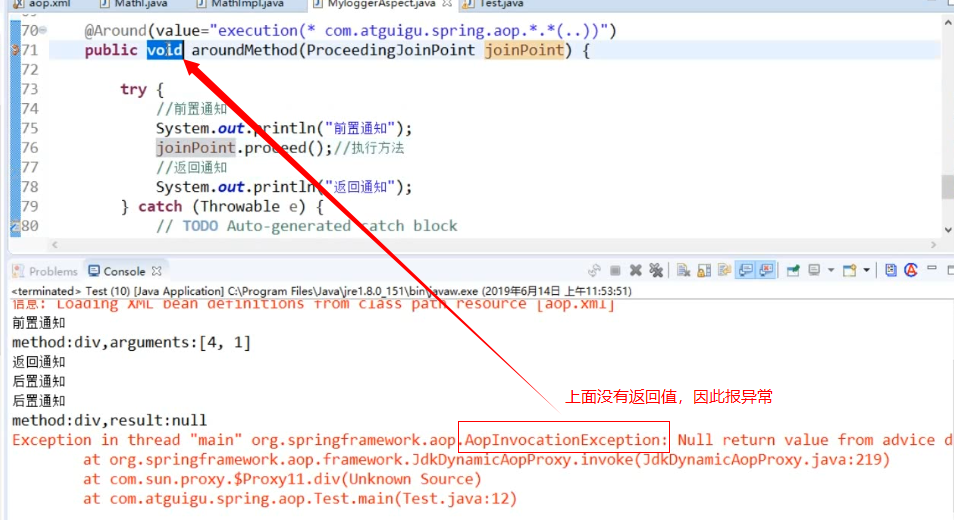 aop.xml MathI.java MathImpl.java MyloggerAspect.java Test.java
70 @Around(value="execution(* com.atguigu.spring.aop.*.*(..))")
71 public void aroundMethod(ProceedingJoinPoint joinPoint) {
72
73 try {
74 //前置通知
75 System.out.println("前置通知");
76 joinPoint.proceed();//执行方法
77 //返回通知
78 System.out.println("返回通知");
79 } catch (Throwable e) {
80 // TODO Auto-generated catch block
Problems Console
<terminated> Test (10) [Java Application] C:\Program Files\Java\jre1.8.0_151\bin\javaw.exe (2019年6月14日 上午11:53:51)
信息: Loading XML bean definitions from class path resource [aop.xml]
前置通知
method:div,arguments:[4, 1]
返回通知
后置通知
上面没有返回值，因此报异常
后置通知
method:div,result:null
Exception in thread "main" org.springframework.aop.AopInvocationException: Null return value from advice d
at org.springframework.aop.framework.JdkDynamicAopProxy.invoke(JdkDynamicAopProxy.java:219)
at com.sun.proxy.$Proxy11.div(Unknown Source)
at com.atguigu.spring.aop.Test.main(Test.java:12)